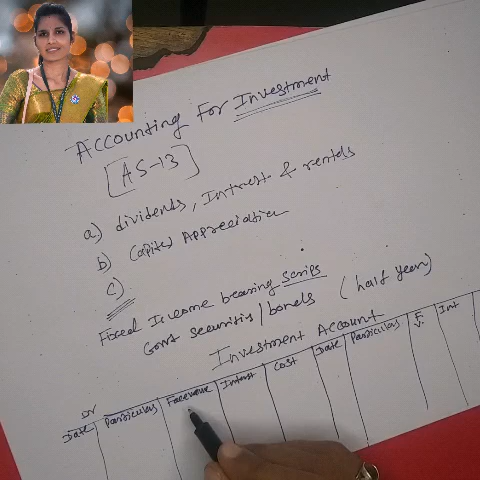 Accounting For Investment
[AS-13]
a) dividends, Interest & rentals
b) Capital Appreciation
c)
Fixed Income bearing Scrips
Govt securities/bonds (half year)
Investment Account
Dr
Date Particulars Facevalue Interest Cost Date Particulars F.V. Int